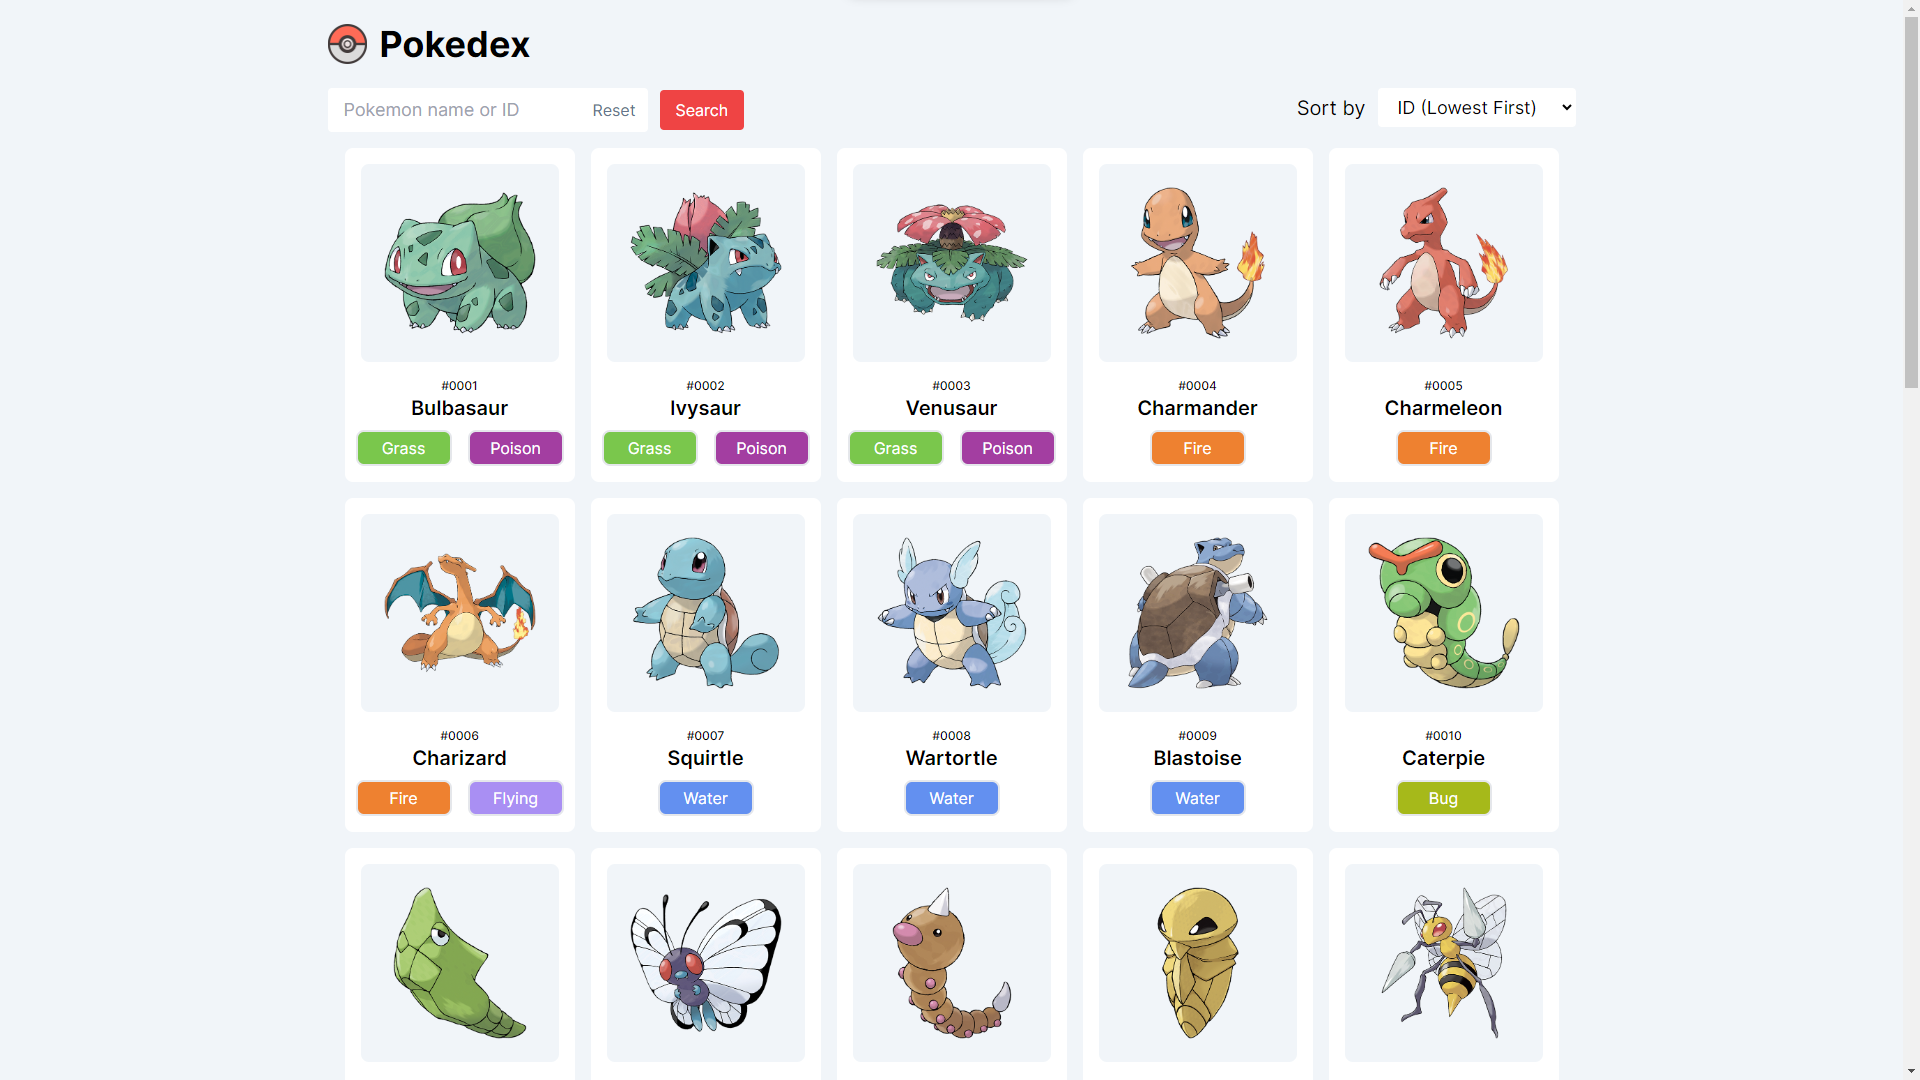 Pokedex
Pokemon name or ID Reset Search Sort by ID (Lowest First)
#0001 #0002 #0003 #0004 #0005
Bulbasaur Ivysaur Venusaur Charmander Charmeleon
Grass Poison Grass Poison Grass Poison Fire Fire
#0006 #0007 #0008 #0009 #0010
Charizard Squirtle Wartortle Blastoise Caterpie
Fire Flying Water Water Water Bug